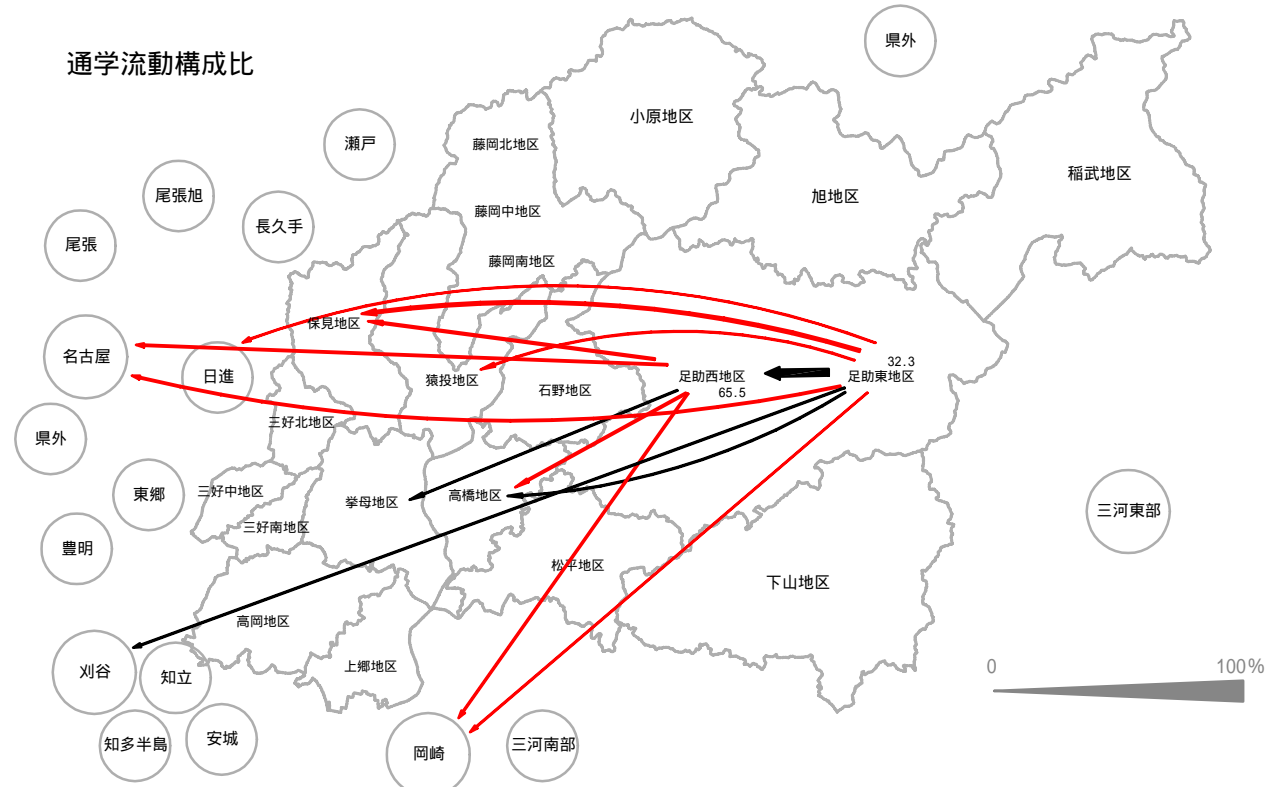 通学流動構成比
県外
小原地区
瀬戸
藤岡北地区
稲武地区
尾張旭
旭地区
藤岡中地区
長久手
尾張
藤岡南地区
保見地区
名古屋
32.3
日進
猿投地区
足助西地区
足助東地区
石野地区
65.5
三好北地区
県外
三好中地区
東郷
高橋地区
挙母地区
三河東部
三好南地区
豊明
松平地区
下山地区
高岡地区
上郷地区
0
100%
刈谷
知立
安城
知多半島
三河南部
岡崎